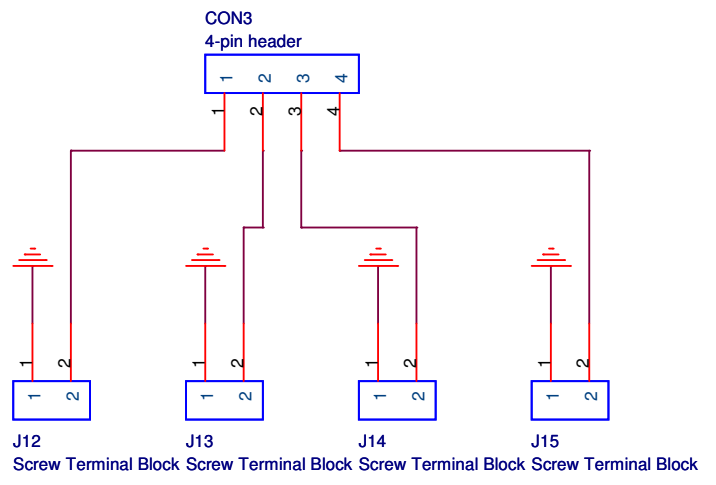 CON3
4-pin header
1 2 3 4
1 2 3 4
1 2 1 2 1 2 1 2
1 2 1 2 1 2 1 2
J12 J13 J14 J15
Screw Terminal Block Screw Terminal Block Screw Terminal Block Screw Terminal Block